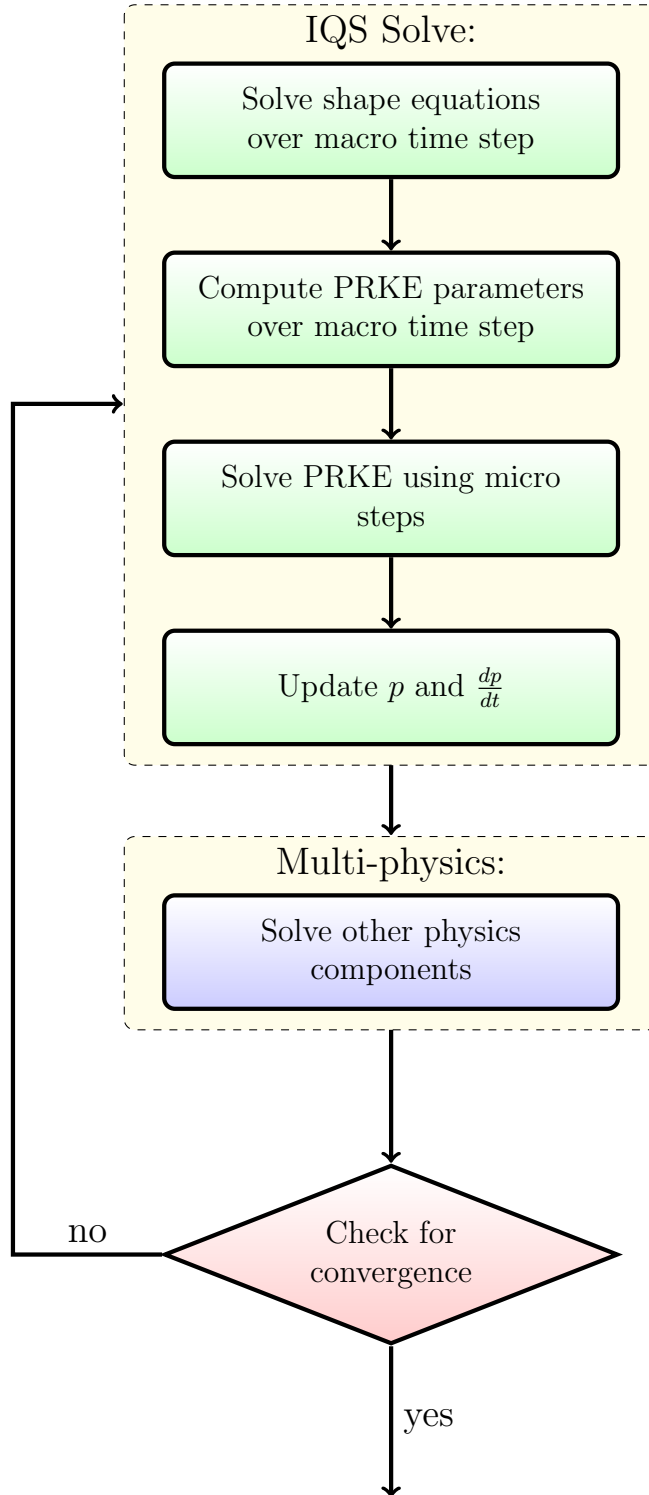 IQS Solve:
Solve shape equations
over macro time step
Compute PRKE parameters
over macro time step
Solve PRKE using micro
steps
Update p and dp/dt
Multi-physics:
Solve other physics
components
Check for
convergence
no
yes